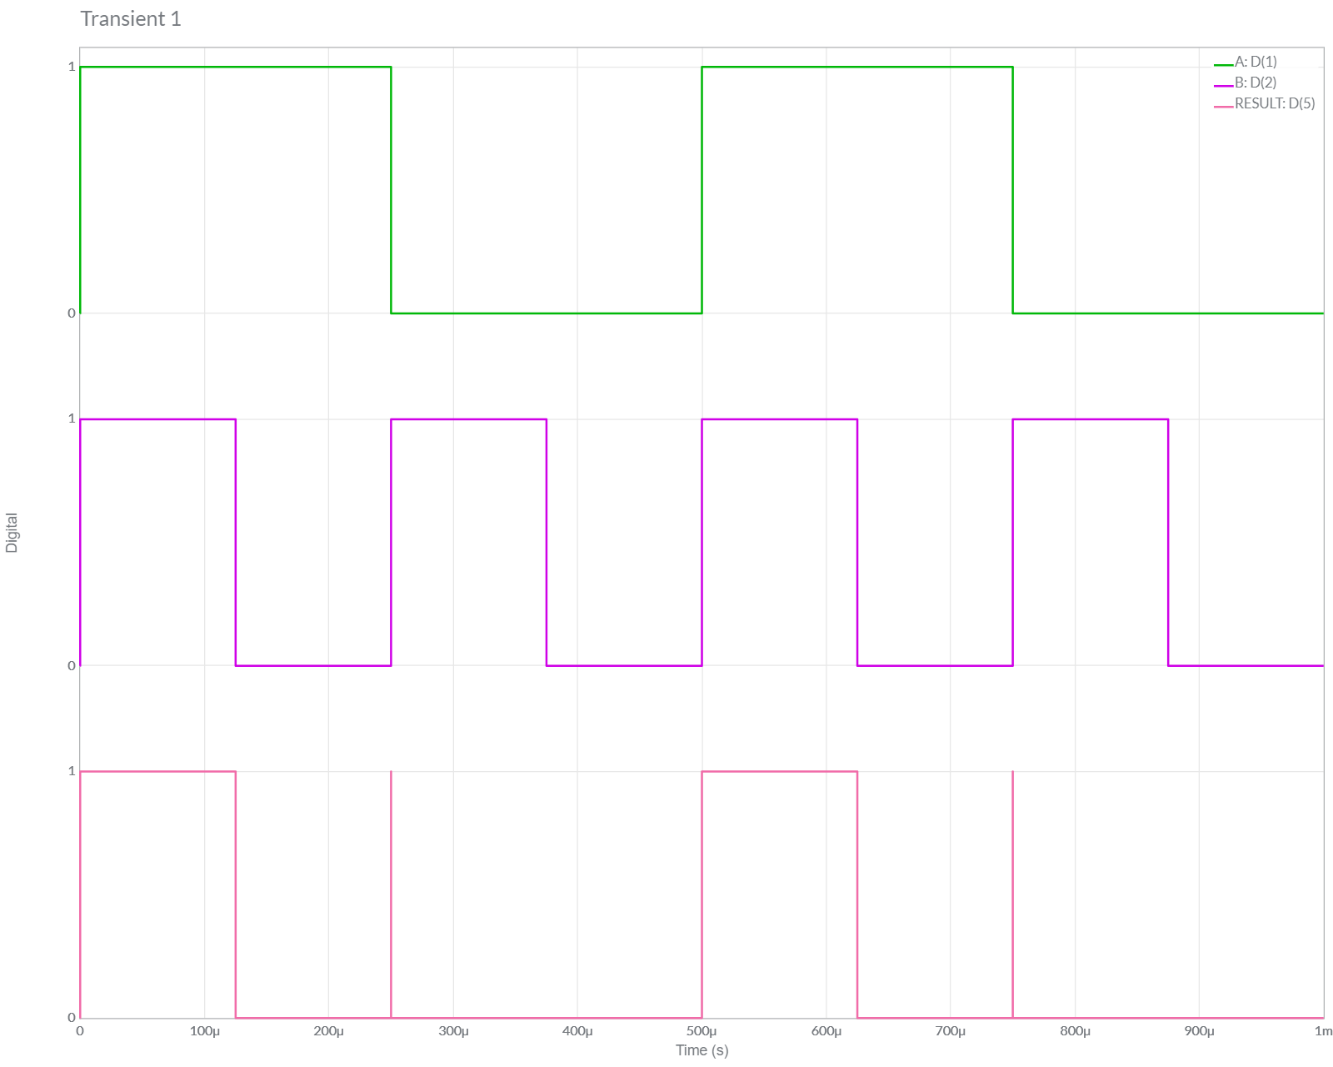 Transient 1
A: D(1)
B: D(2)
RESULT: D(5)
1
0
1
0
1
0
Digital
0 100µ 200µ 300µ 400µ 500µ 600µ 700µ 800µ 900µ 1m
Time (s)